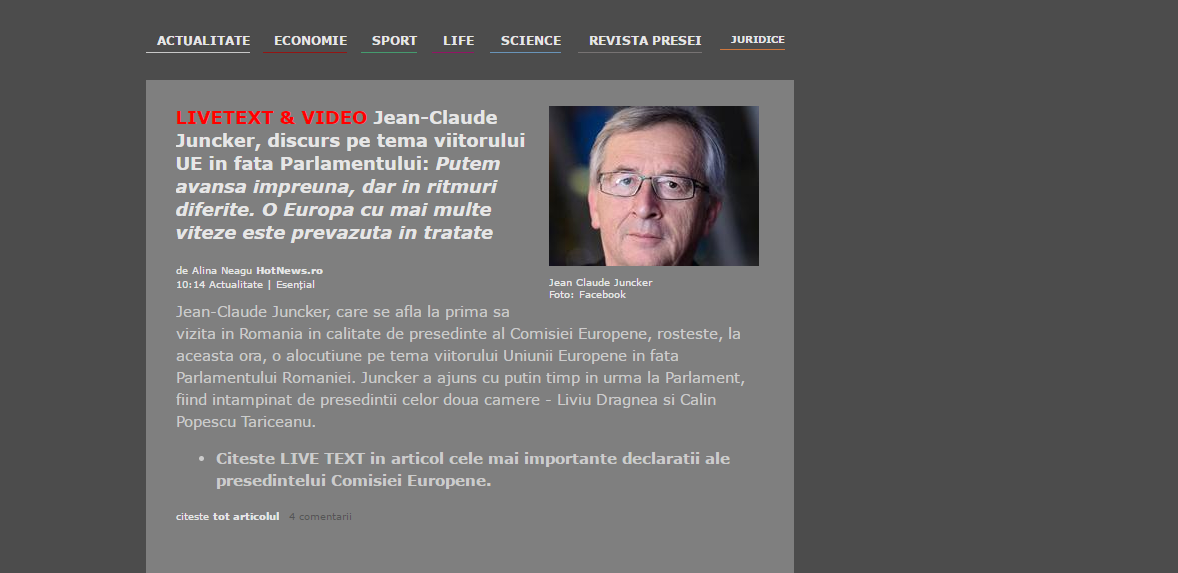 ACTUALITATE ECONOMIE SPORT LIFE SCIENCE REVISTA PRESEI JURIDICE
LIVETEXT & VIDEO Jean-Claude
Juncker, discurs pe tema viitorului
UE in fata Parlamentului: Putem
avansa impreuna, dar in ritmuri
diferite. O Europa cu mai multe
viteze este prevazuta in tratate
de Alina Neagu HotNews.ro
10:14 Actualitate | Esenţial
Jean Claude Juncker
Foto: Facebook
Jean-Claude Juncker, care se afla la prima sa
vizita in Romania in calitate de presedinte al Comisiei Europene, rosteste, la
aceasta ora, o alocutiune pe tema viitorului Uniunii Europene in fata
Parlamentului Romaniei. Juncker a ajuns cu putin timp in urma la Parlament,
fiind intampinat de presedintii celor doua camere - Liviu Dragnea si Calin
Popescu Tariceanu.
• Citeste LIVE TEXT in articol cele mai importante declaratii ale
presedintelui Comisiei Europene.
citeste tot articolul 4 comentarii